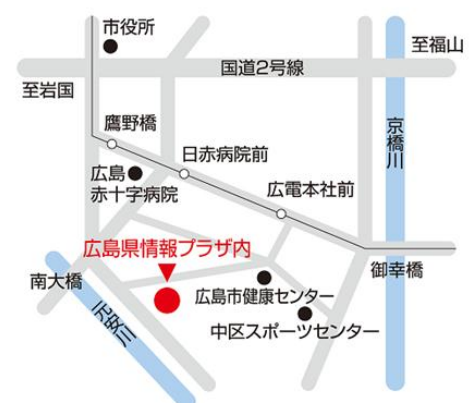 市役所
至福山
国道2号線
至岩国
鷹野橋
京橋川
日赤病院前
広島
赤十字病院
広電本社前
広島県情報プラザ内
御幸橋
南大橋
広島市健康センター
元安川
中区スポーツセンター